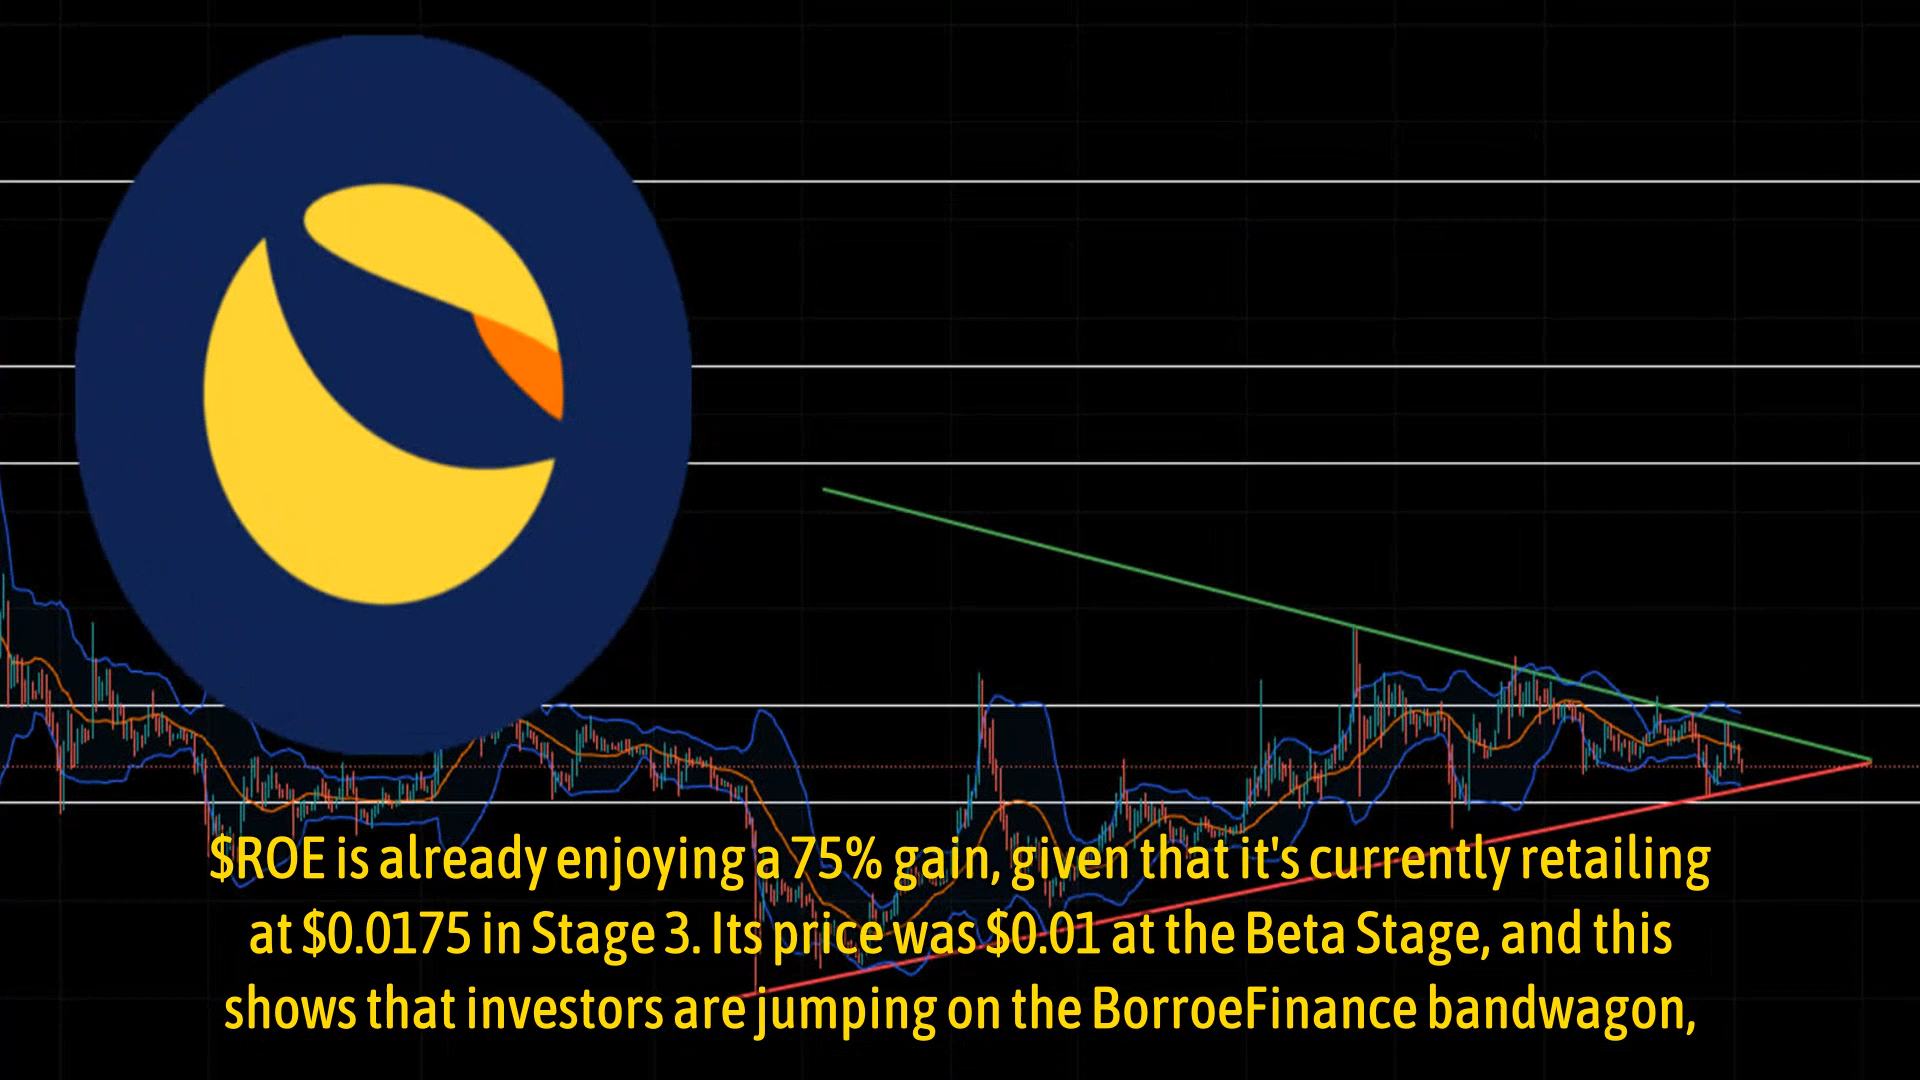 $ROE is already enjoying a 75% gain, given that it's currently retailing
at $0.0175 in Stage 3. Its price was $0.01 at the Beta Stage, and this
shows that investors are jumping on the BorroeFinance bandwagon,